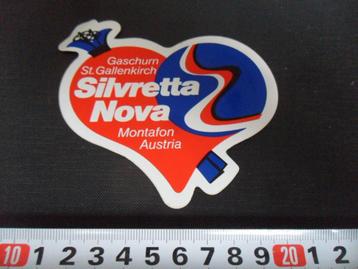 Gaschurn
St. Gallenkirch
Silvretta
Nova
Montafon
Austria
10 1 2 3 4 5 6 7 8 9 20 1 2